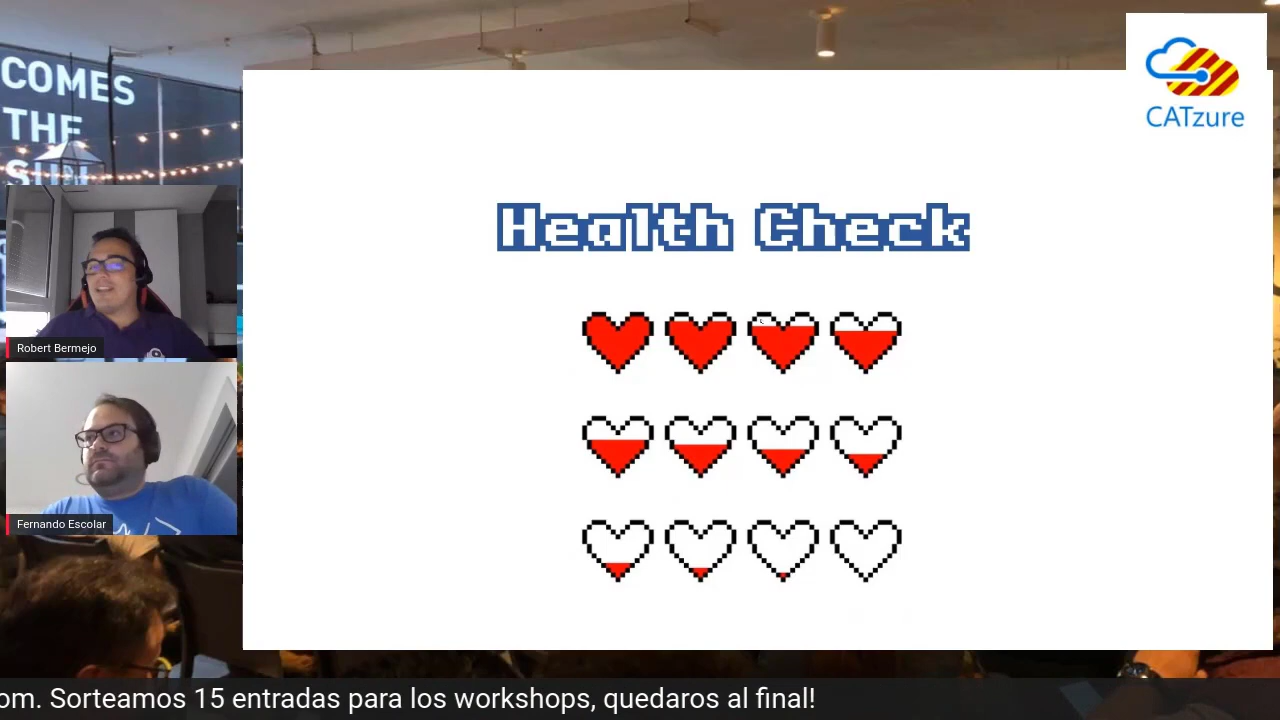 COMES
THE
SUN
CATzure
Health Check
Robert Bermejo
Fernando Escolar
om. Sorteamos 15 entradas para los workshops, quedaros al final!